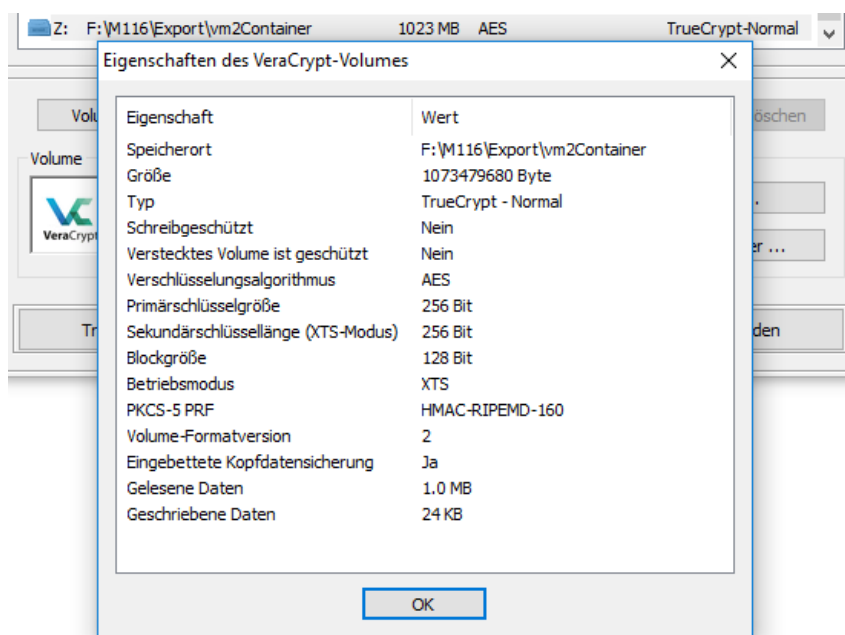 Z: F:\M116\Export\vm2Container 1023 MB AES TrueCrypt-Normal
Eigenschaften des VeraCrypt-Volumes
Eigenschaft Wert
Speicherort F:\M116\Export\vm2Container
Größe 1073479680 Byte
Typ TrueCrypt - Normal
Schreibgeschützt Nein
Verstecktes Volume ist geschützt Nein
Verschlüsselungsalgorithmus AES
Primärschlüsselgröße 256 Bit
Sekundärschlüssellänge (XTS-Modus) 256 Bit
Blockgröße 128 Bit
Betriebsmodus XTS
PKCS-5 PRF HMAC-RIPEMD-160
Volume-Formatversion 2
Eingebettete Kopfdatensicherung Ja
Gelesene Daten 1.0 MB
Geschriebene Daten 24 KB
OK
Volu
öschen
Volume
VeraCrypt
.
er ...
Tr
den